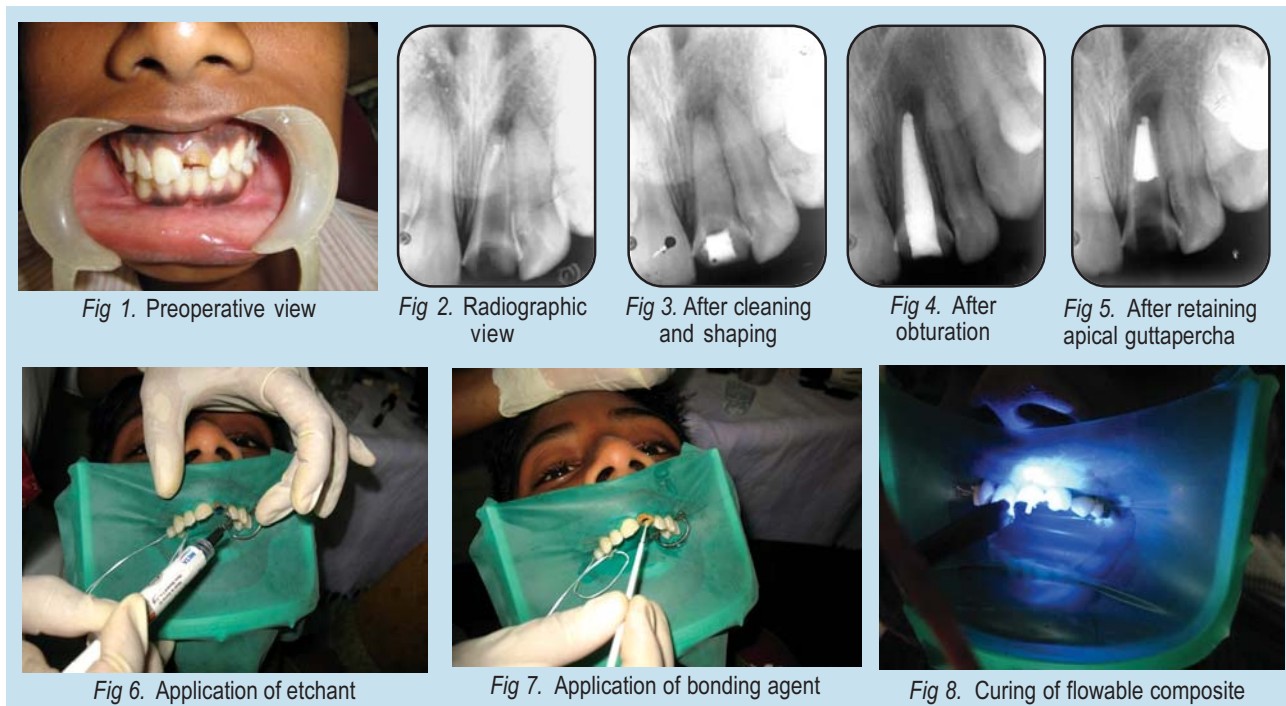 Fig 1. Preoperative view
Fig 2. Radiographic
view
Fig 3. After cleaning
and shaping
Fig 4. After
obturation
Fig 5. After retaining
apical guttapercha
Fig 6. Application of etchant
Fig 7. Application of bonding agent
Fig 8. Curing of flowable composite